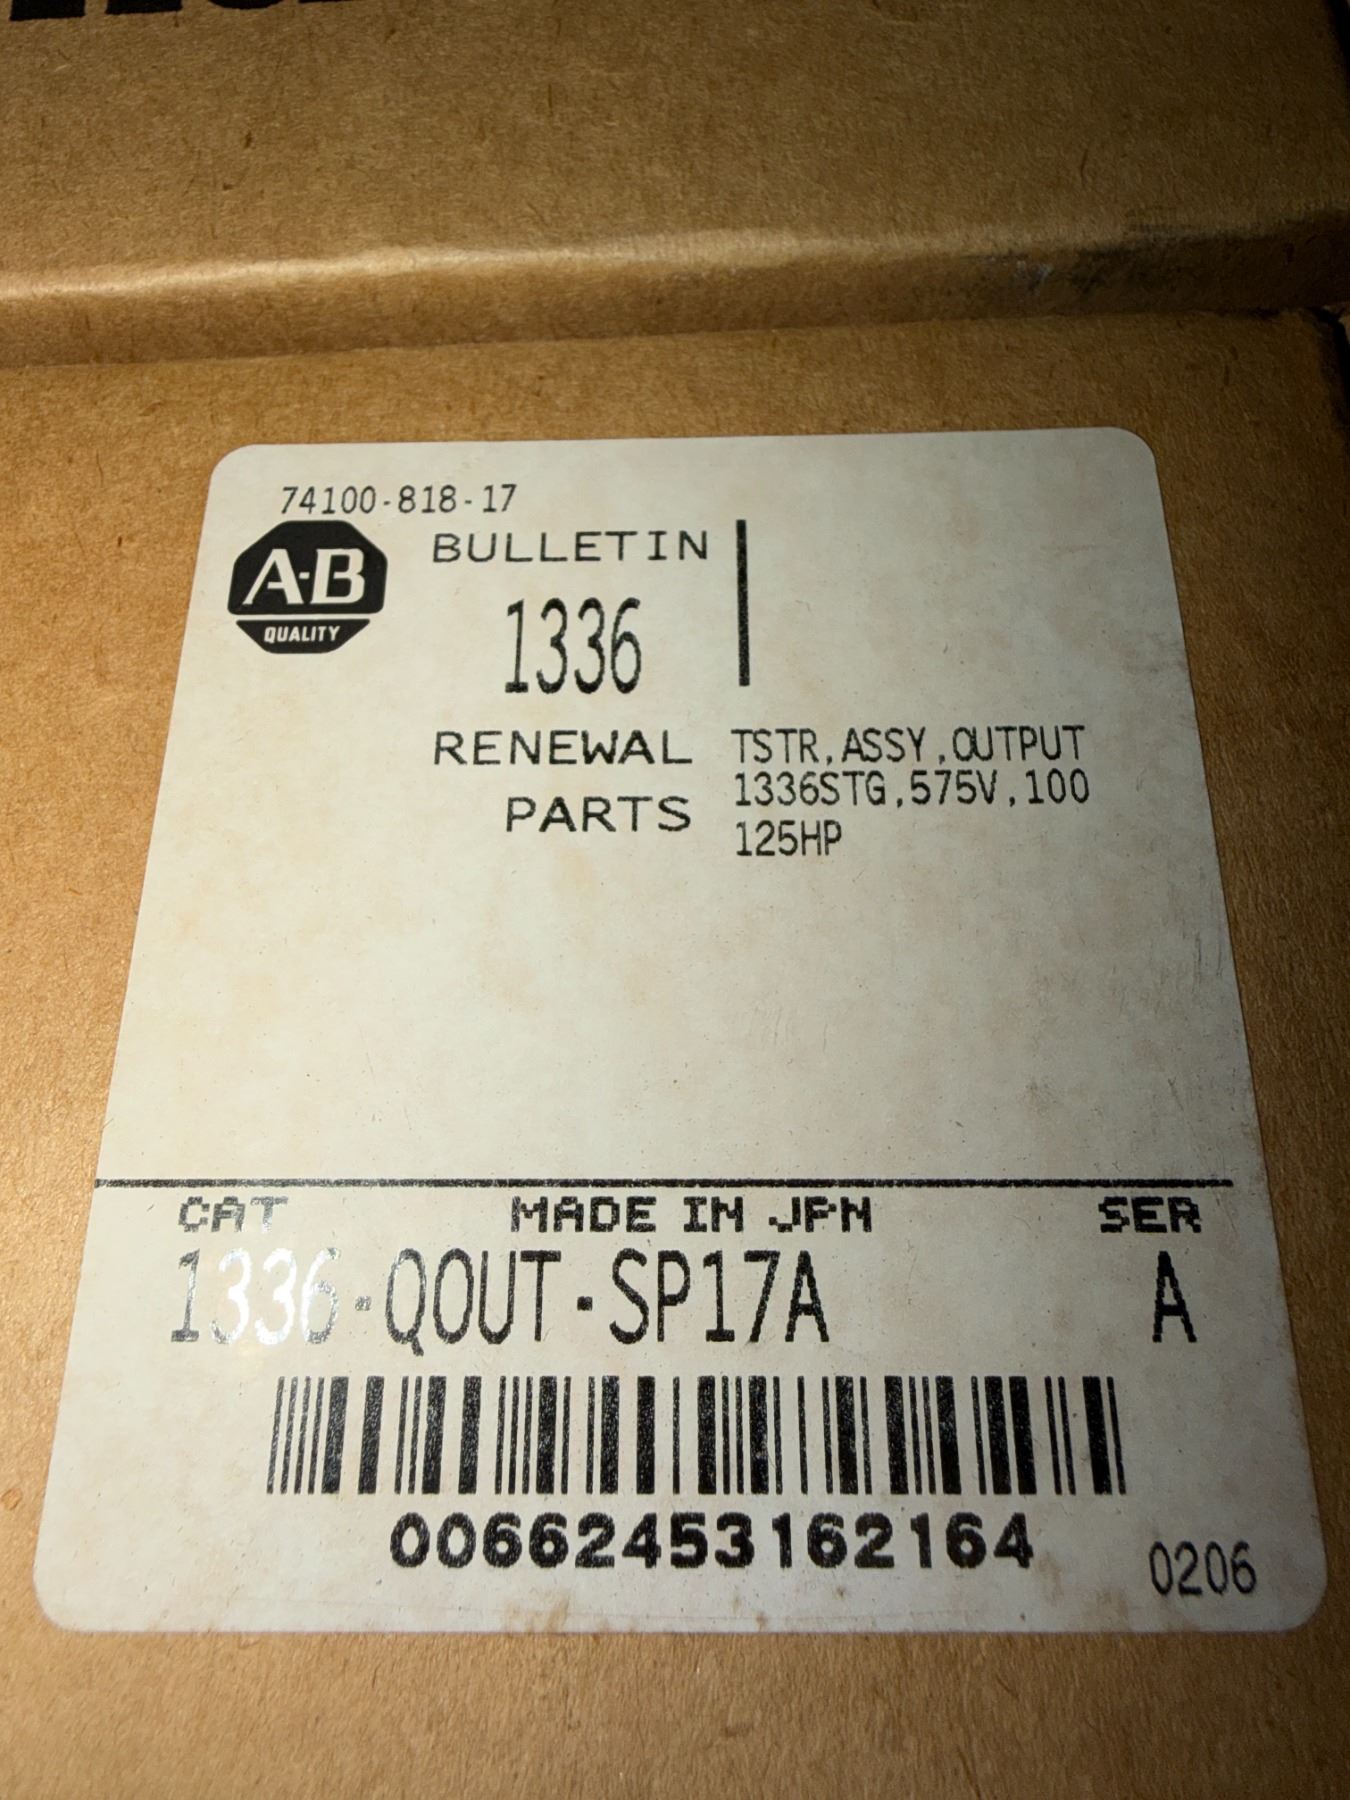 74100-818-17
A-B
QUALITY
BULLETIN
1336
RENEWAL
PARTS
TSTR,ASSY,OUTPUT
1336STG,575V,100
125HP
CAT
MADE IN JPN
SER
1336-QOUT-SP17A
A
00662453162164
0206